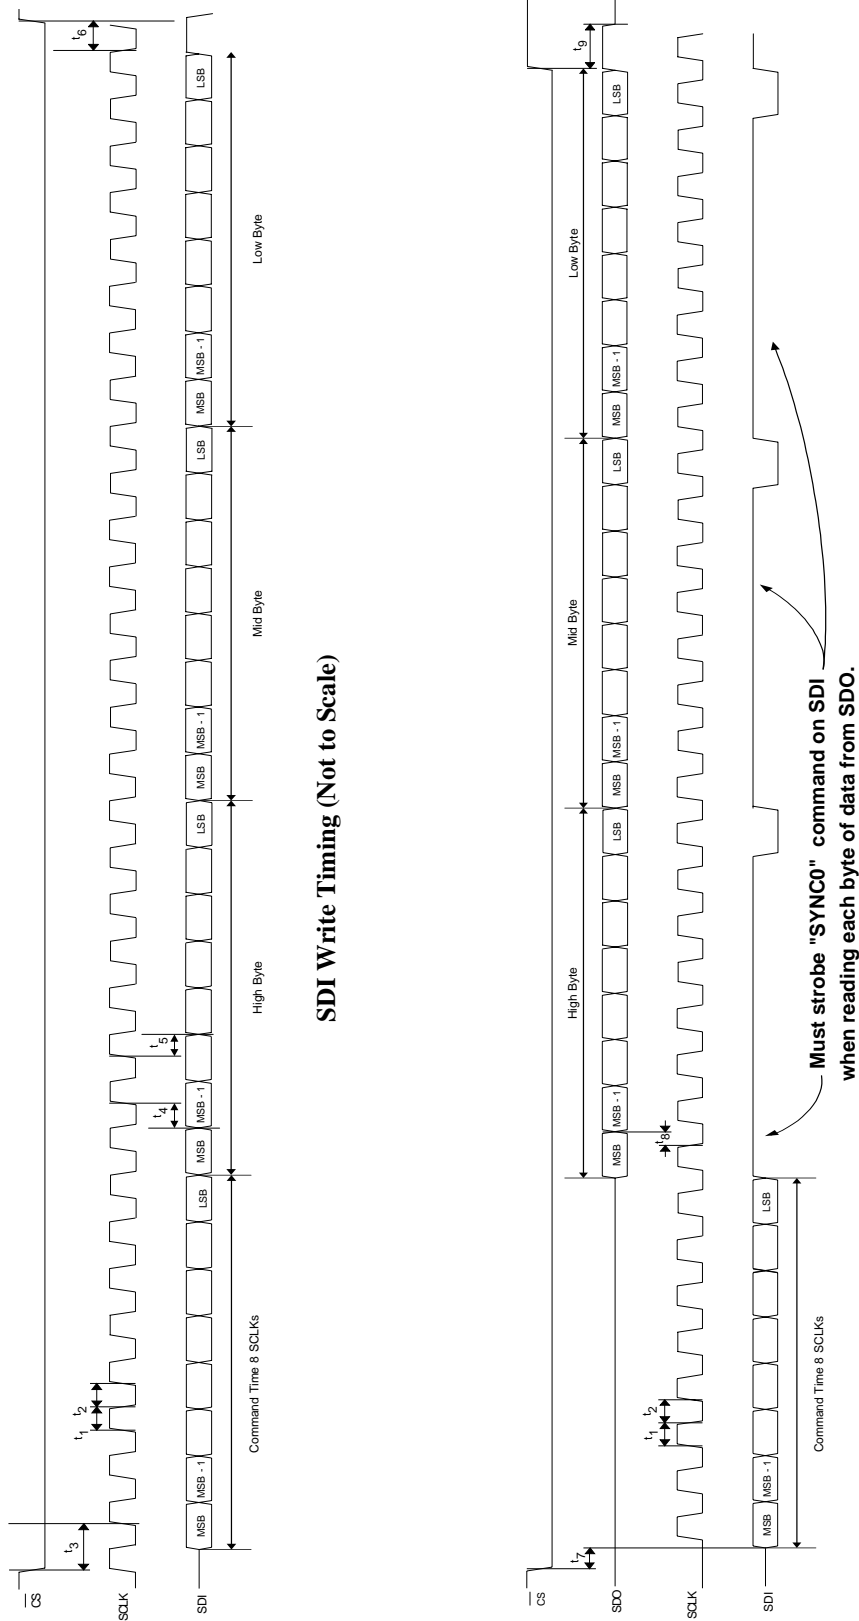 CS
SCLK
SDI
t3
t1
t2
t4
t5
t6
MSB
MSB - 1
LSB
MSB
MSB - 1
LSB
MSB
MSB - 1
LSB
MSB
MSB - 1
LSB
Command Time 8 SCLKs
High Byte
Mid Byte
Low Byte
SDI Write Timing (Not to Scale)
CS
SDO
SCLK
SDI
t7
t9
MSB
MSB - 1
LSB
MSB
MSB - 1
LSB
MSB
MSB - 1
LSB
High Byte
Mid Byte
Low Byte
t1
t2
t8
MSB
MSB - 1
LSB
Command Time 8 SCLKs
Must strobe "SYNC0" command on SDI
when reading each byte of data from SDO.